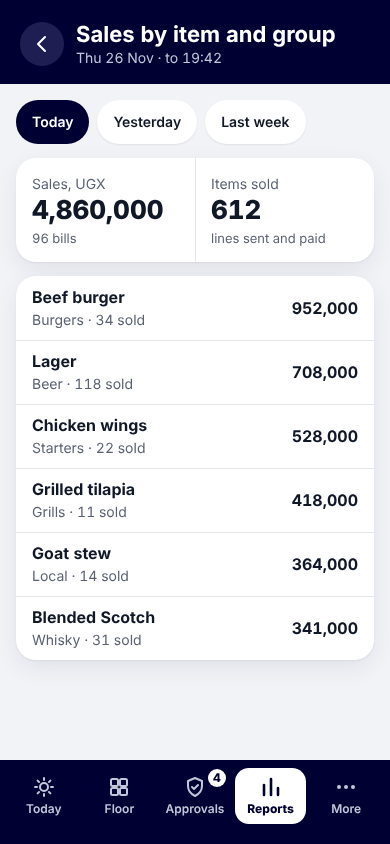 Sales by item and group
Thu 26 Nov · to 19:42
Today
Yesterday
Last week
Sales, UGX
4,860,000
96 bills
Items sold
612
lines sent and paid
Beef burger
Burgers · 34 sold
952,000
Lager
Beer · 118 sold
708,000
Chicken wings
Starters · 22 sold
528,000
Grilled tilapia
Grills · 11 sold
418,000
Goat stew
Local · 14 sold
364,000
Blended Scotch
Whisky · 31 sold
341,000
Today
Floor
4
Approvals
Reports
More